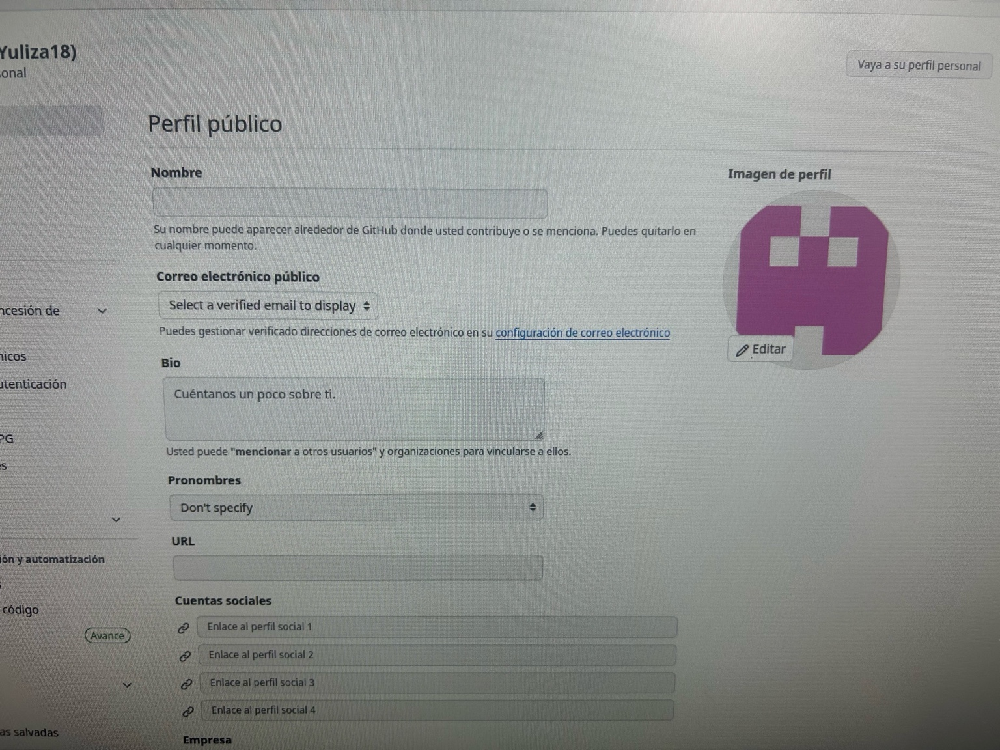 Yuliza18)
onal
Vaya a su perfil personal
Perfil público
Nombre
Su nombre puede aparecer alrededor de GitHub donde usted contribuye o se menciona. Puedes quitarlo en
cualquier momento.
Imagen de perfil
Editar
Correo electrónico público
Select a verified email to display
Puedes gestionar verificado direcciones de correo electrónico en su configuración de correo electrónico
Bio
Cuéntanos un poco sobre ti.
Usted puede "mencionar a otros usuarios" y organizaciones para vincularse a ellos.
Pronombres
Don't specify
URL
Cuentas sociales
Enlace al perfil social 1
Enlace al perfil social 2
Enlace al perfil social 3
Enlace al perfil social 4
Empresa
ncesión de
nicos
utenticación
PG
es
ión y automatización
s
código
Avance
as salvadas